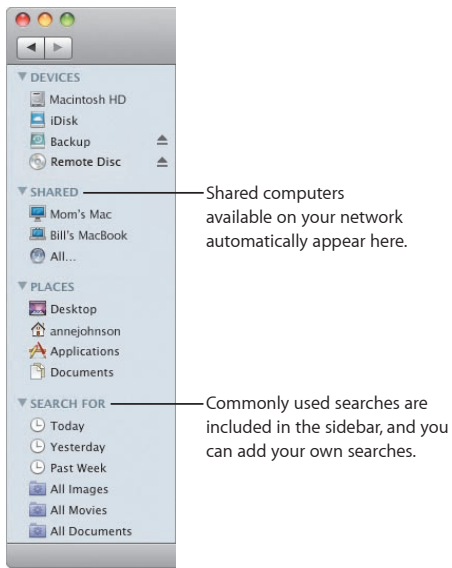 DEVICES
Macintosh HD
iDisk
Backup
Remote Disc
SHARED
Mom's Mac
Bill's MacBook
All...
Shared computers
available on your network
automatically appear here.
PLACES
Desktop
annejohnson
Applications
Documents
SEARCH FOR
Today
Yesterday
Past Week
All Images
All Movies
All Documents
Commonly used searches are
included in the sidebar, and you
can add your own searches.